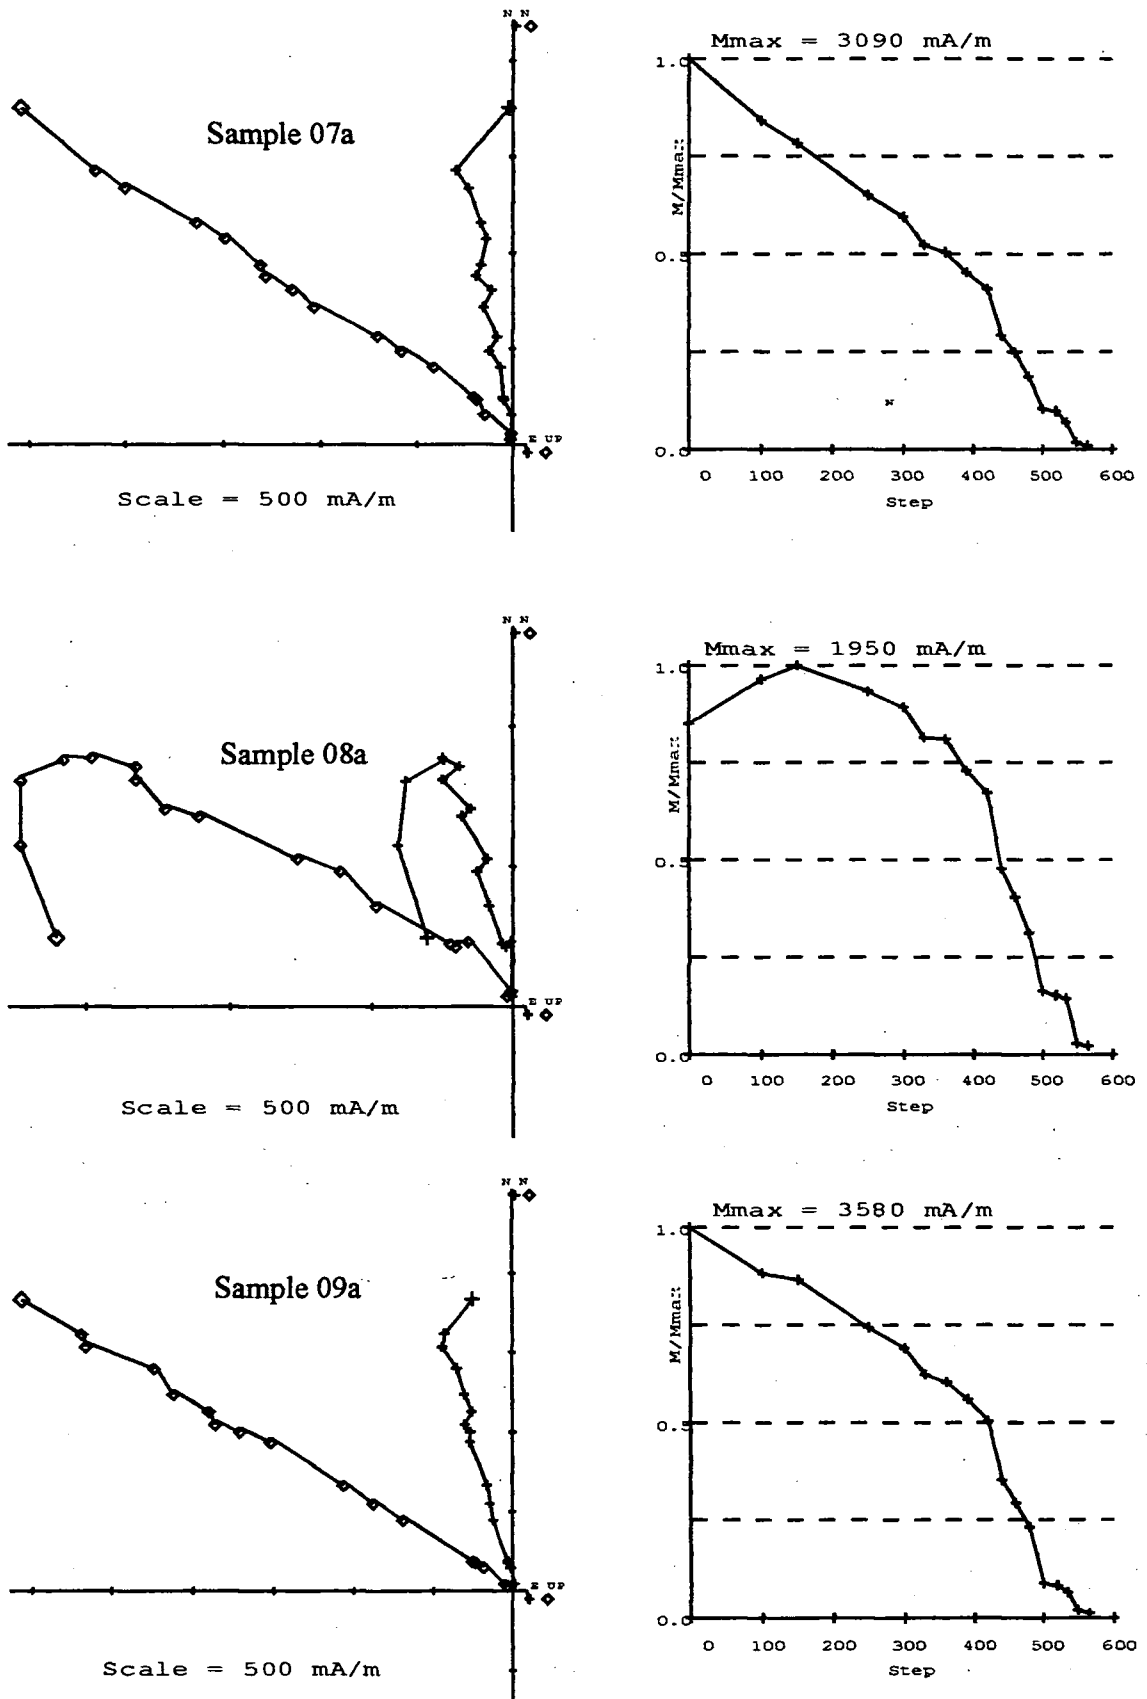 N N
Sample 07a
E UP
Scale = 500 mA/m
Mmax = 3090 mA/m
1.0
M/Mmax
0.5
N
0.0
0 100 200 300 400 500 600
Step
N N
Sample 08a
E UP
Scale = 500 mA/m
Mmax = 1950 mA/m
1.0
M/Mmax
0.5
0.0
0 100 200 300 400 500 600
Step
N N
Sample 09a
E UP
Scale = 500 mA/m
Mmax = 3580 mA/m
1.0
M/Mmax
0.5
0.0
0 100 200 300 400 500 600
Step